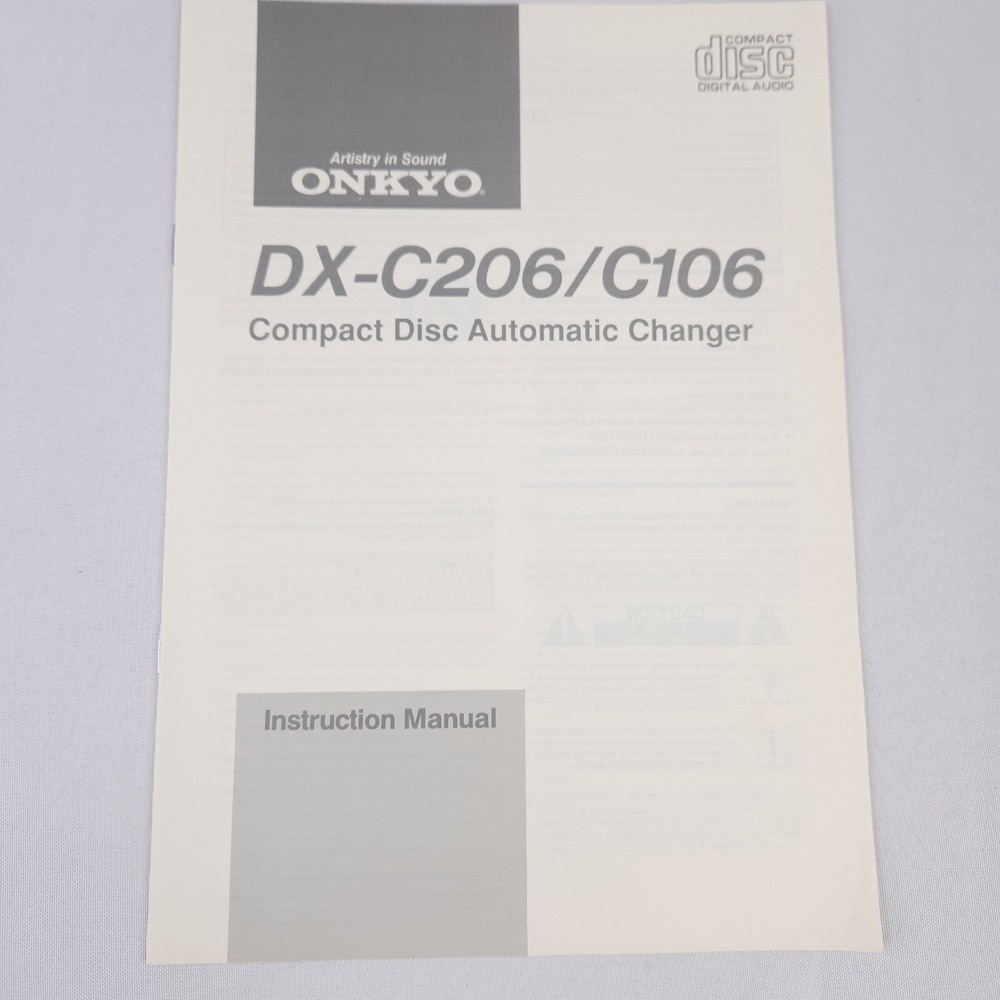 COMPACT
disc
DIGITAL AUDIO
Artistry in Sound
ONKYO®
DX-C206/C106
Compact Disc Automatic Changer
Instruction Manual